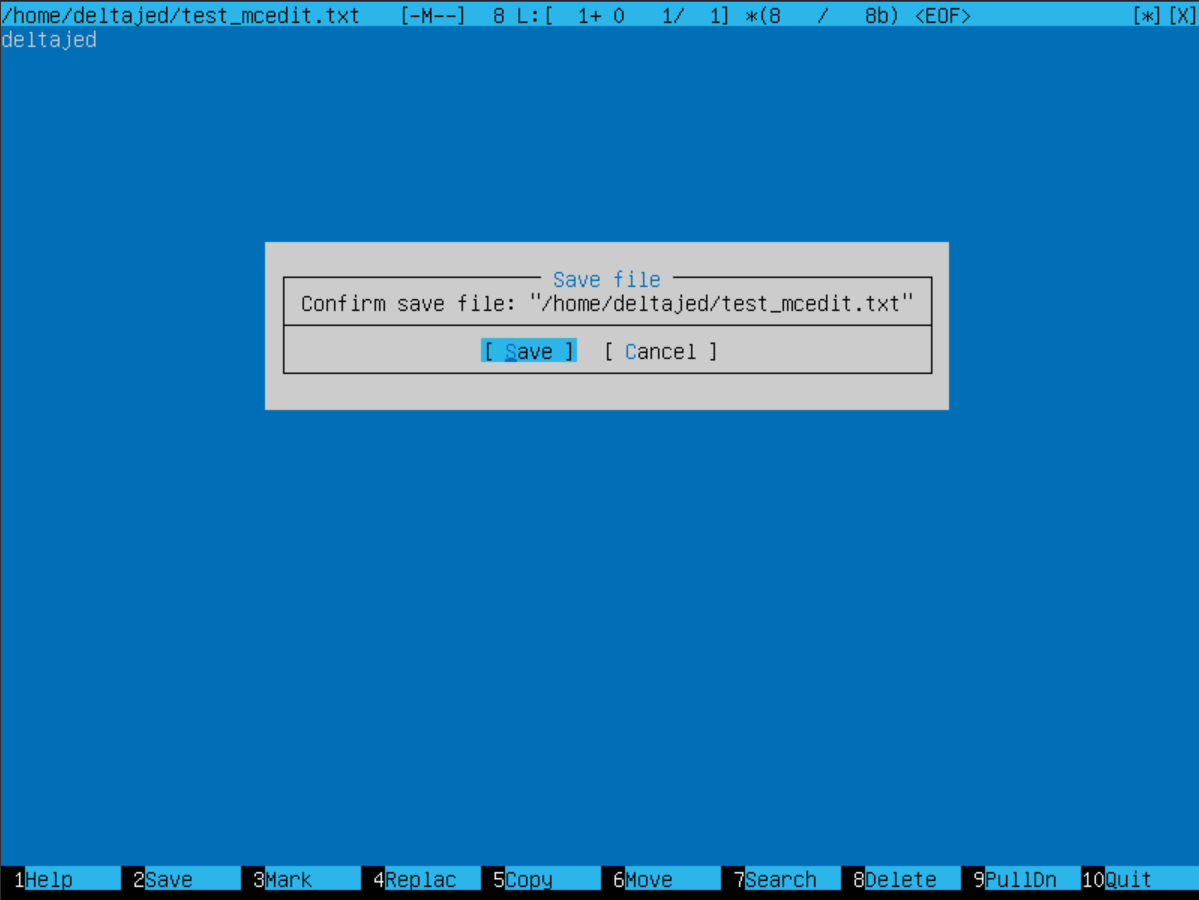 /home/deltajed/test_mcedit.txt [-M--] 8 L:[ 1+ 0 1/ 1] *(8 / 8b) <EOF> [*][X]
deltajed
Save file
Confirm save file: "/home/deltajed/test_mcedit.txt"
[ Save ] [ Cancel ]
1Help 2Save 3Mark 4Replac 5Copy 6Move 7Search 8Delete 9PullDn 10Quit